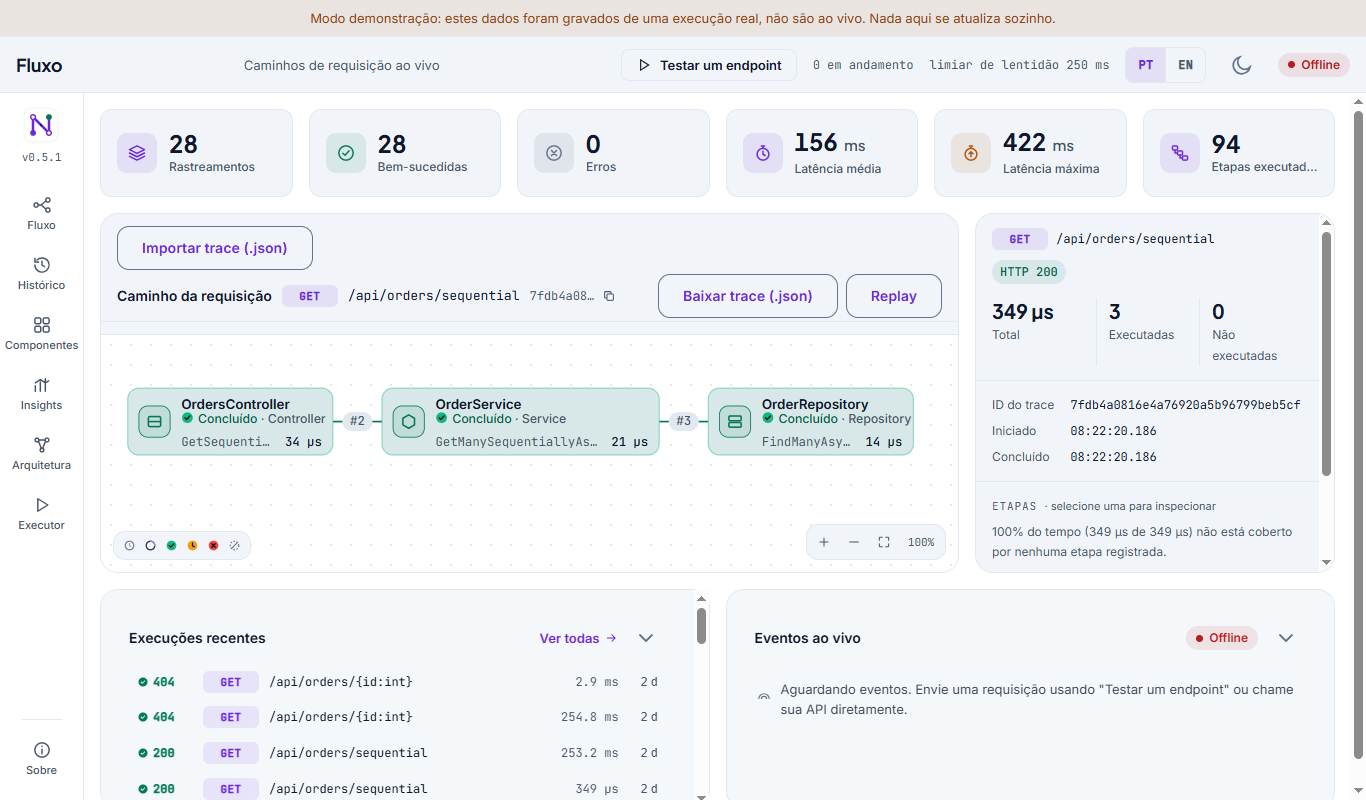 Modo demonstração: estes dados foram gravados de uma execução real, não são ao vivo. Nada aqui se atualiza sozinho.
Fluxo
Caminhos de requisição ao vivo
Testar um endpoint
0 em andamento
limiar de lentidão 250 ms
PT
EN
Offline
v0.5.1
Fluxo
Histórico
Componentes
Insights
Arquitetura
Executor
Sobre
28
Rastreamentos
28
Bem-sucedidas
0
Erros
156 ms
Latência média
422 ms
Latência máxima
94
Etapas executad...
Importar trace (.json)
Caminho da requisição
GET
/api/orders/sequential
7fdb4a08…
Baixar trace (.json)
Replay
OrdersController
Concluído · Controller
GetSequenti…
34 µs
#2
OrderService
Concluído · Service
GetManySequentiallyAs…
21 µs
#3
OrderRepository
Concluído · Repository
FindManyAsy…
14 µs
100%
GET
/api/orders/sequential
HTTP 200
349 µs
Total
3
Executadas
0
Não
executadas
ID do trace
7fdb4a0816e4a76920a5b96799beb5cf
Iniciado
08:22:20.186
Concluído
08:22:20.186
ETAPAS · selecione uma para inspecionar
100% do tempo (349 µs de 349 µs) não está coberto
por nenhuma etapa registrada.
Execuções recentes
Ver todas →
404 GET /api/orders/{id:int} 2.9 ms 2 d
404 GET /api/orders/{id:int} 254.8 ms 2 d
200 GET /api/orders/sequential 253.2 ms 2 d
200 GET /api/orders/sequential 349 µs 2 d
Eventos ao vivo
Offline
Aguardando eventos. Envie uma requisição usando "Testar um endpoint" ou chame
sua API diretamente.